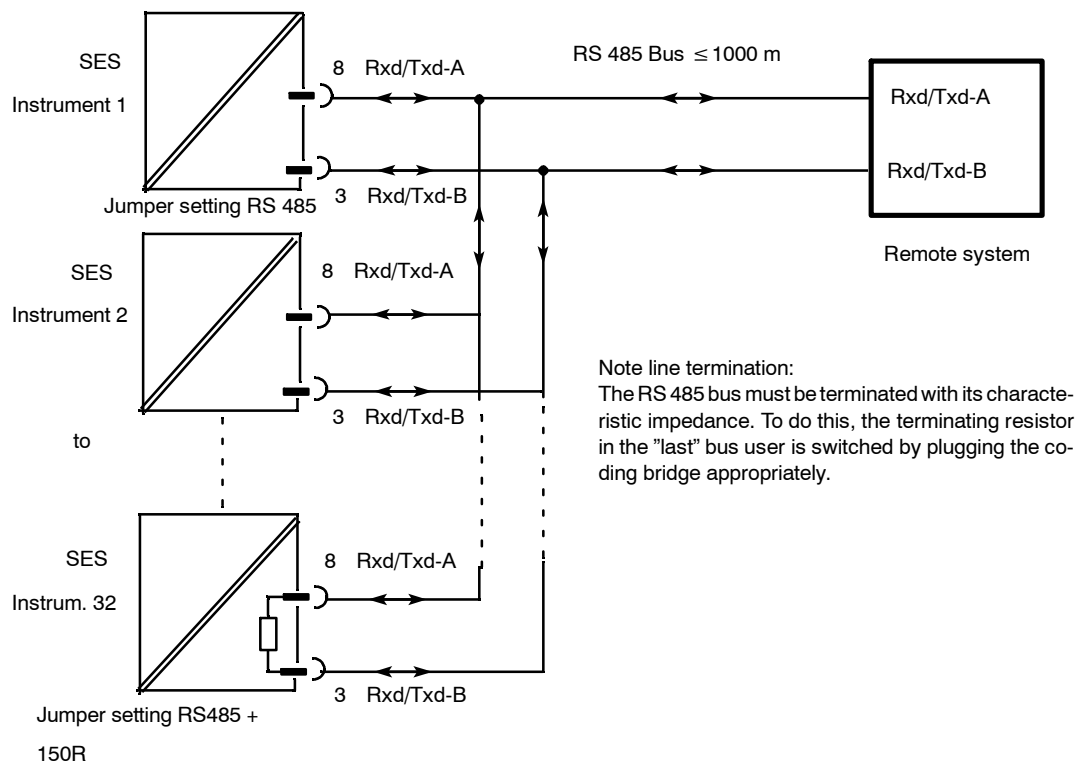 SES
Instrument 1
8 Rxd/Txd-A
3 Rxd/Txd-B
Jumper setting RS 485
RS 485 Bus ≤ 1000 m
Rxd/Txd-A
Rxd/Txd-B
Remote system
SES
Instrument 2
8 Rxd/Txd-A
3 Rxd/Txd-B
to
Note line termination:
The RS 485 bus must be terminated with its characte-
ristic impedance. To do this, the terminating resistor
in the ”last” bus user is switched by plugging the co-
ding bridge appropriately.
SES
Instrum. 32
8 Rxd/Txd-A
3 Rxd/Txd-B
Jumper setting RS485 +
150R